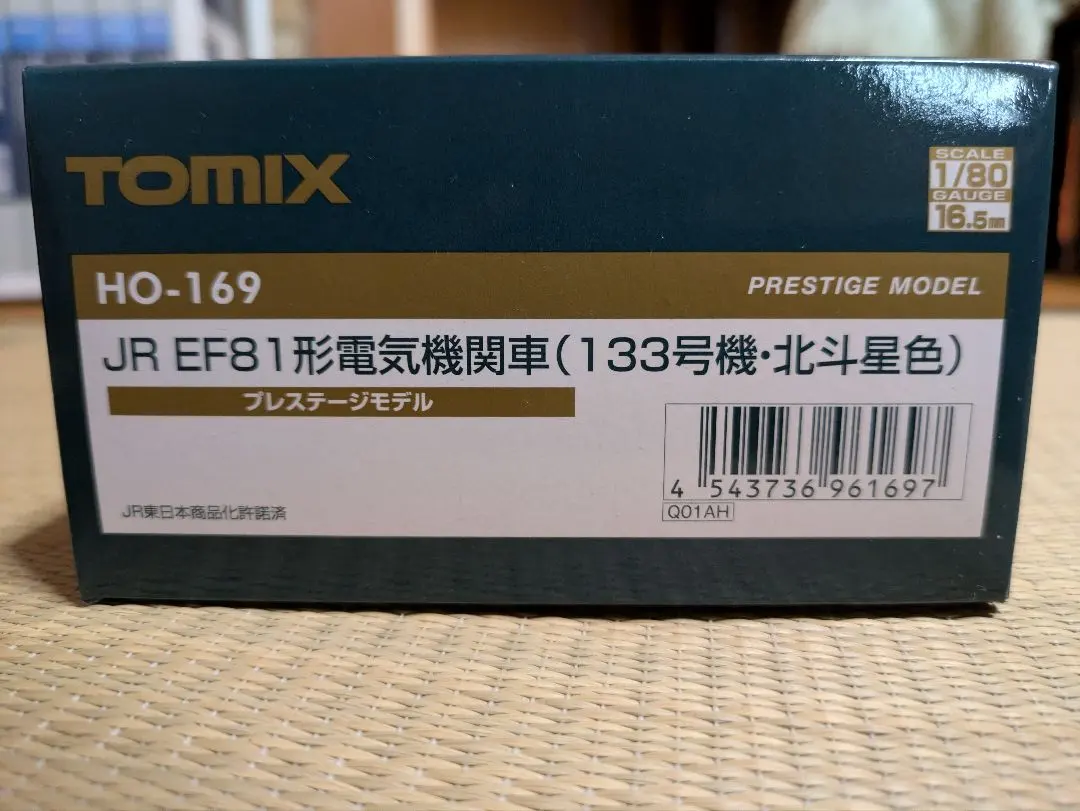 TOMIX
SCALE
1/80
GAUGE
16.5mm
HO-169
PRESTIGE MODEL
JR EF81形電気機関車(133号機・北斗星色)
プレステージモデル
4 543736 961697
Q01AH
JR東日本商品化許諾済